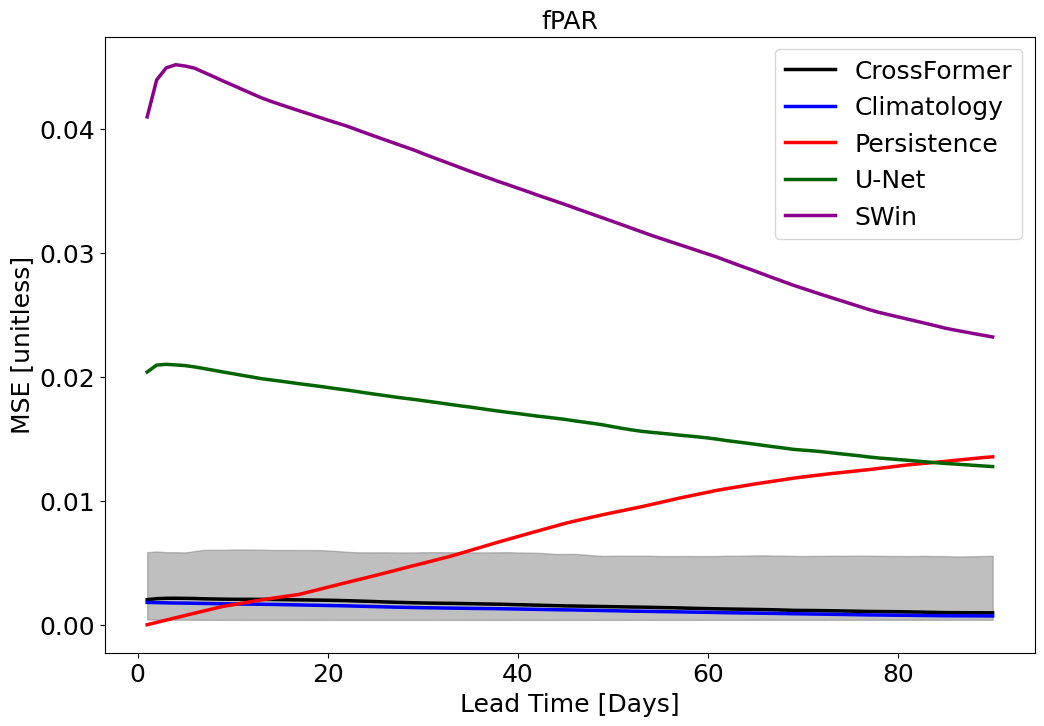 fPAR
MSE [unitless]
0.04
0.03
0.02
0.01
0.00
CrossFormer
Climatology
Persistence
U-Net
SWin
0 20 40 60 80
Lead Time [Days]